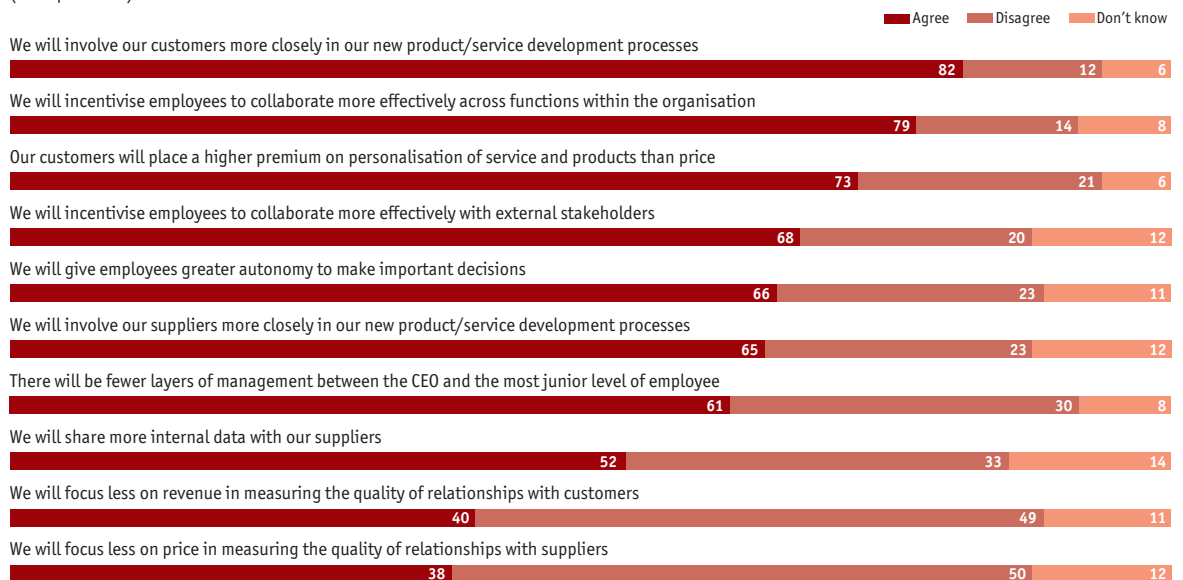 Agree Disagree Don't know
We will involve our customers more closely in our new product/service development processes
82 12 6
We will incentivise employees to collaborate more effectively across functions within the organisation
79 14 8
Our customers will place a higher premium on personalisation of service and products than price
73 21 6
We will incentivise employees to collaborate more effectively with external stakeholders
68 20 12
We will give employees greater autonomy to make important decisions
66 23 11
We will involve our suppliers more closely in our new product/service development processes
65 23 12
There will be fewer layers of management between the CEO and the most junior level of employee
61 30 8
We will share more internal data with our suppliers
52 33 14
We will focus less on revenue in measuring the quality of relationships with customers
40 49 11
We will focus less on price in measuring the quality of relationships with suppliers
38 50 12